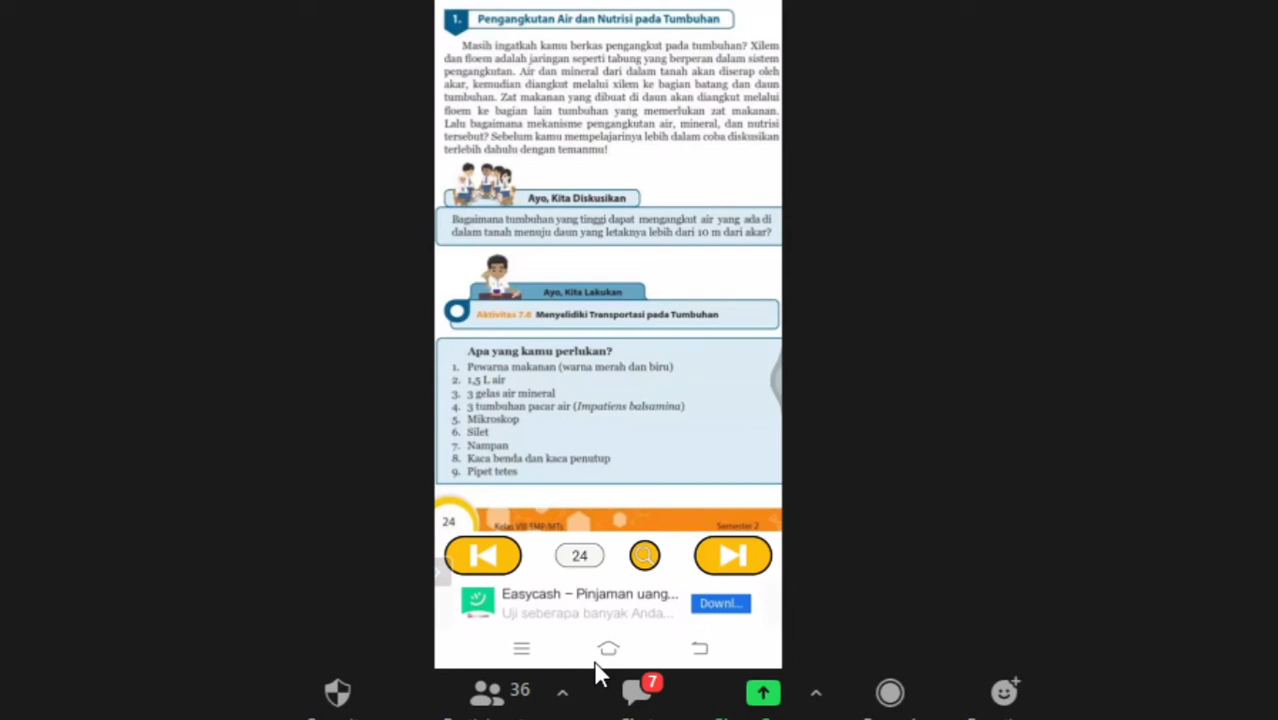 1. Pengangkutan Air dan Nutrisi pada Tumbuhan
Masih ingatkah kamu berkas pengangkut pada tumbuhan? Xilem
dan floem adalah jaringan seperti tabung yang berperan dalam sistem
pengangkutan. Air dan mineral dari dalam tanah akan diserap oleh
akar, kemudian diangkut melalui xilem ke bagian batang dan daun
tumbuhan. Zat makanan yang dibuat di daun akan diangkut melalui
floem ke bagian lain tumbuhan yang memerlukan zat makanan.
Lalu bagaimana mekanisme pengangkutan air, mineral, dan nutrisi
tersebut? Sebelum kamu mempelajarinya lebih dalam coba diskusikan
terlebih dahulu dengan temanmu!
Ayo, Kita Diskusikan
Bagaimana tumbuhan yang tinggi dapat mengangkut air yang ada di
dalam tanah menuju daun yang letaknya lebih dari 10 m dari akar?
Ayo, Kita Lakukan
Menyelidiki Transportasi pada Tumbuhan
Apa yang kamu perlukan?
1. Pewarna makanan (warna merah dan biru)
2. 1,5 L air
3. 3 gelas air mineral
4. 3 tumbuhan pacar air (Impatiens balsamina)
5. Mikroskop
6. Silet
7. Nampan
8. Kaca benda dan kaca penutup
9. Pipet tetes
24 Kelas VIII SMP/MTs Semester 2
24
Easycash – Pinjaman uang...
Downl...
Uji seberapa banyak Anda...
36
7